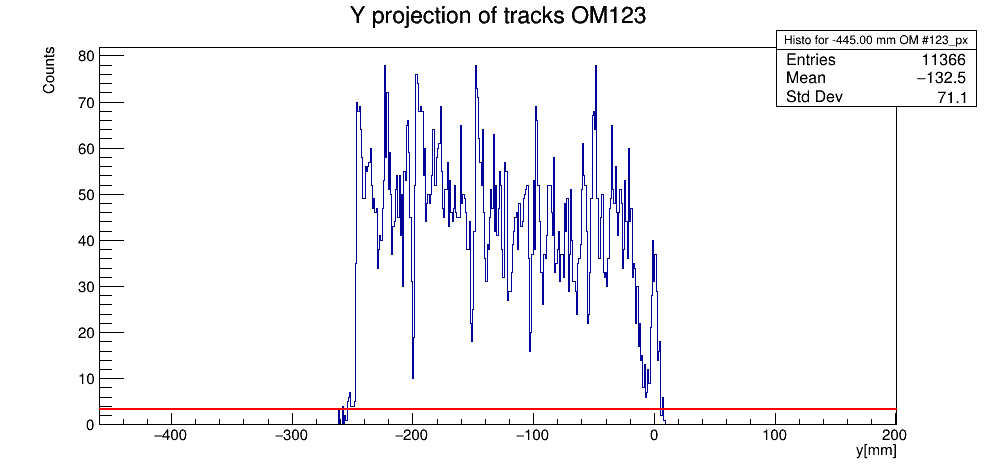 Y projection of tracks OM123
Histo for -445.00 mm OM #123_px
Entries 11366
Mean −132.5
Std Dev 71.1
Counts
80
70
60
50
40
30
20
10
0
−400 −300 −200 −100 0 100 200
y[mm]